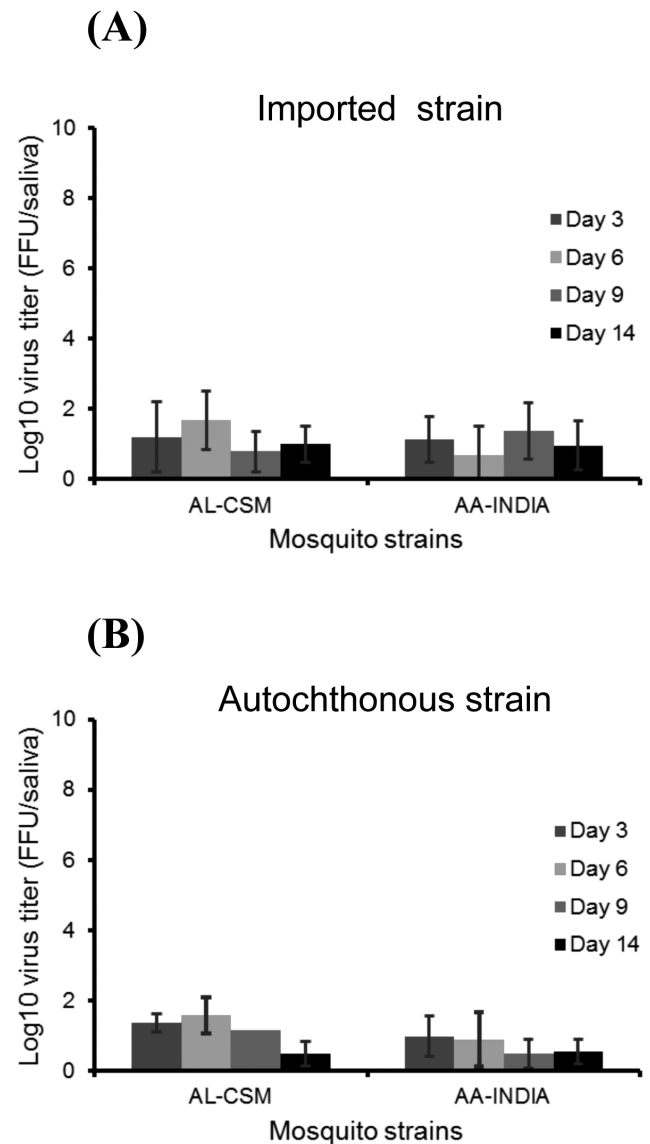 (A)
Imported strain
Log10 virus titer (FFU/saliva)
10
8
6
4
2
0
Day 3
Day 6
Day 9
Day 14
AL-CSM
AA-INDIA
Mosquito strains
(B)
Autochthonous strain
Log10 virus titer (FFU/saliva)
10
8
6
4
2
0
Day 3
Day 6
Day 9
Day 14
AL-CSM
AA-INDIA
Mosquito strains